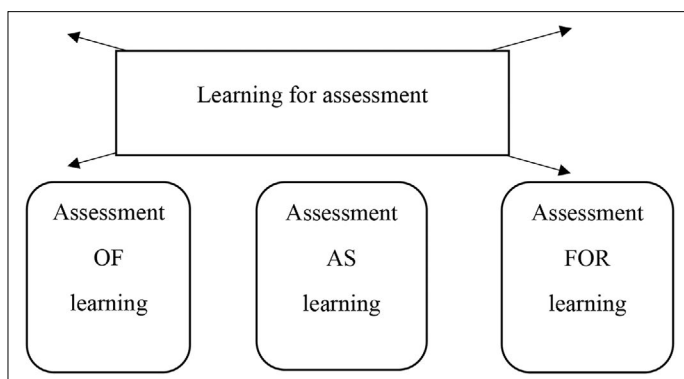 Learning for assessment
Assessment
OF
learning
Assessment
AS
learning
Assessment
FOR
learning